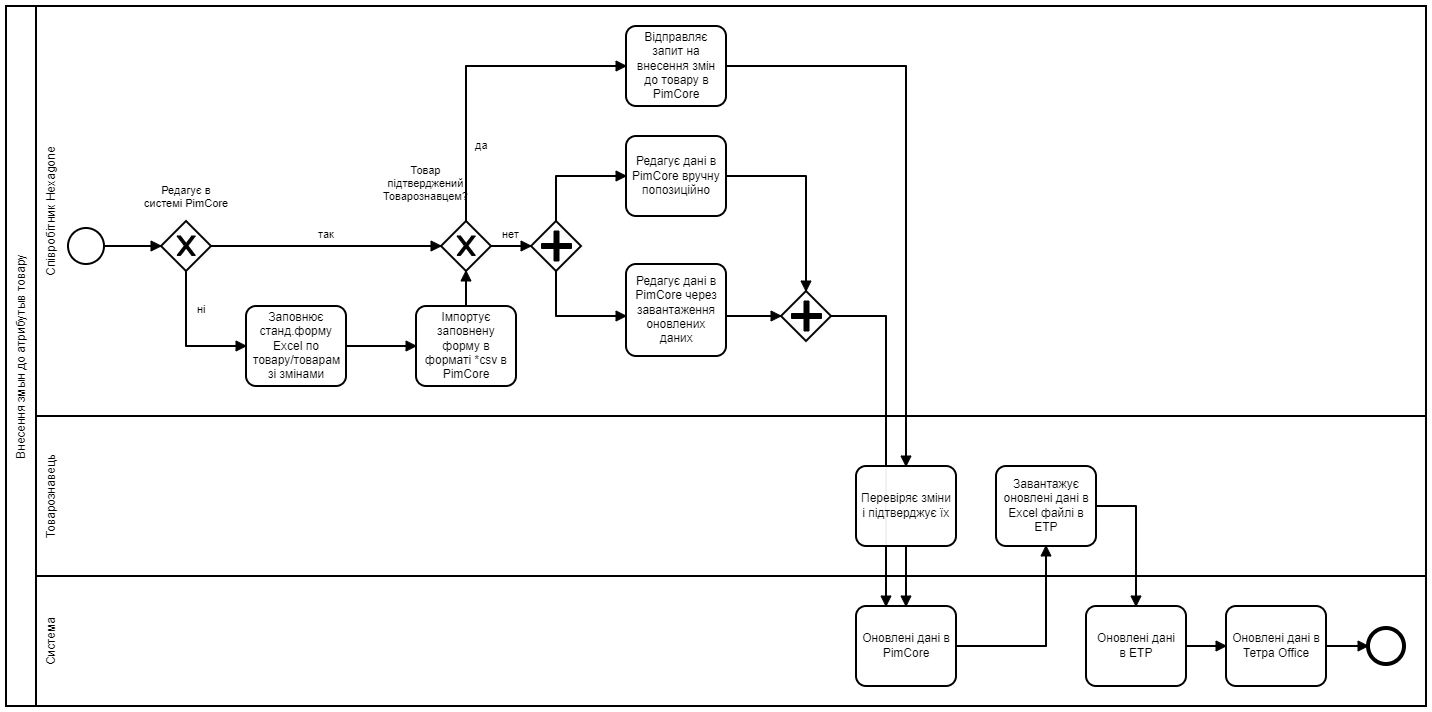 Внесення змын до атрибутыв товару
Співробітник Hexagone
Відправляє
запит на
внесення змін
до товару в
PimCore
да
Товар
підтверджений
Товарознавцем?
Редагує дані в
PimCore вручну
попозиційно
Редагує в
системі PimCore
так
нет
ні
Редагує дані в
PimCore через
завантаження
оновлених
даних
Заповнює
станд.форму
Excel по
товару/товарам
зі змінами
Імпортує
заповнену
форму в
форматі *csv в
PimCore
Товарознавець
Перевіряє зміни
і підтверджує їх
Завантажує
оновлені дані в
Excel файлі в
ЕТР
Система
Оновлені дані в
PimCore
Оновлені дані
в ЕТР
Оновлені дані в
Тетра Office